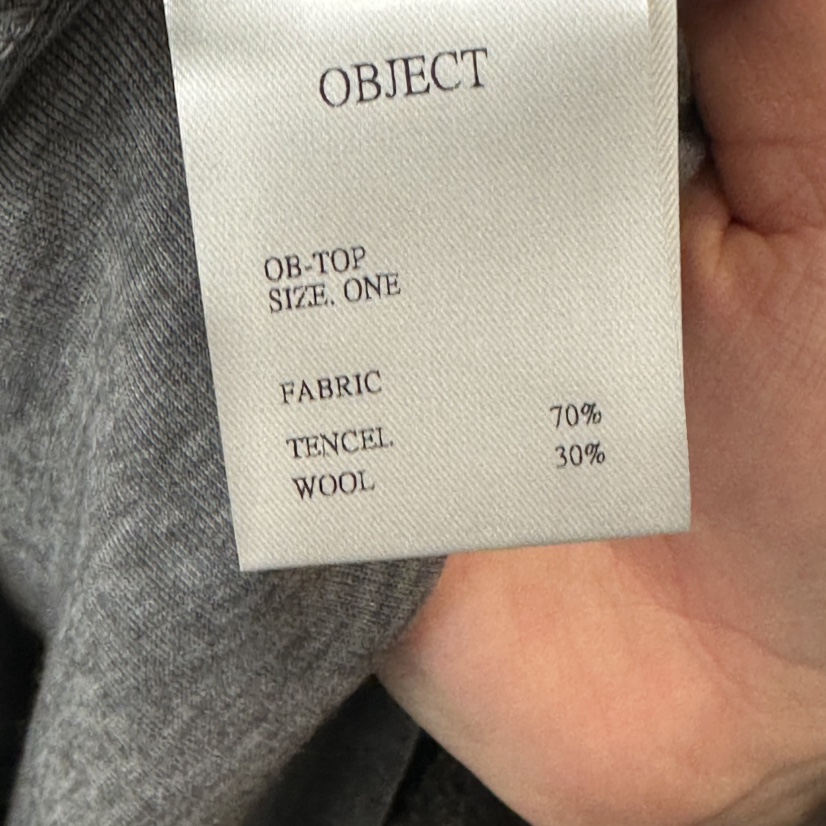 OBJECT
OB-TOP
SIZE. ONE
FABRIC
TENCEL 70%
WOOL 30%